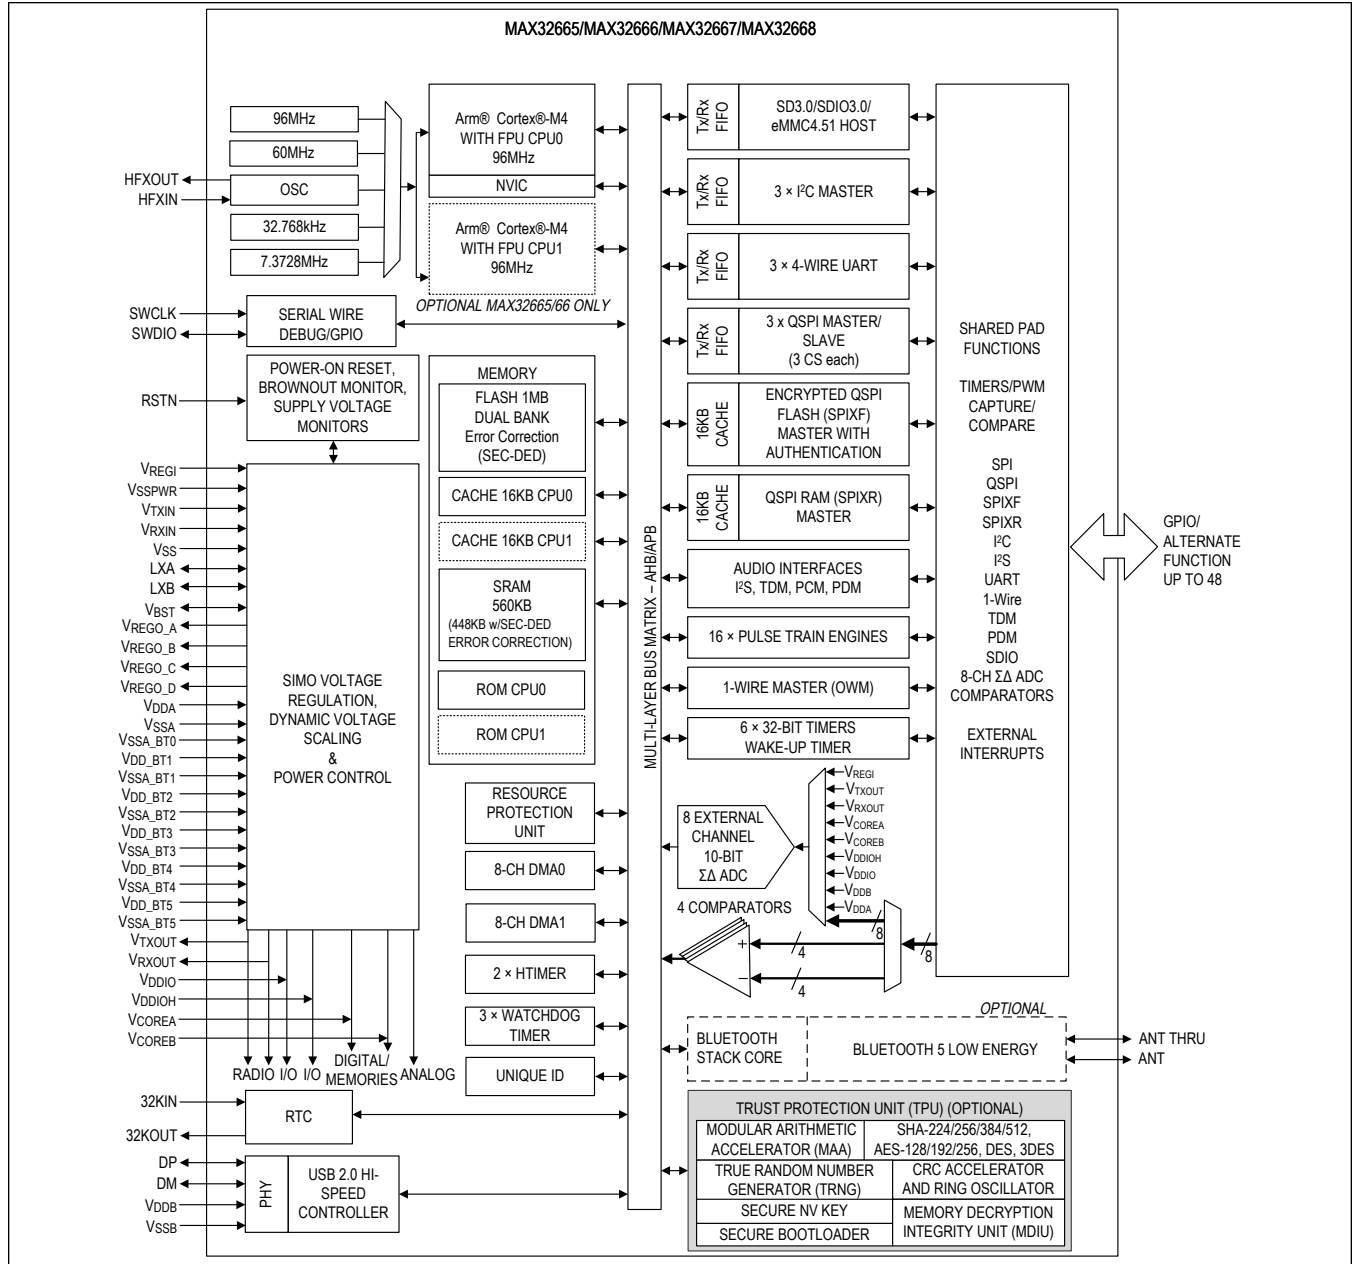 MAX32665/MAX32666/MAX32667/MAX32668
96MHz
60MHz
OSC
32.768kHz
7.3728MHz
HFXOUT
HFXIN
Arm® Cortex®-M4
WITH FPU CPU0
96MHz
NVIC
Arm® Cortex®-M4
WITH FPU CPU1
96MHz
OPTIONAL MAX32665/66 ONLY
SWCLK
SWDIO
SERIAL WIRE
DEBUG/GPIO
RSTN
POWER-ON RESET,
BROWNOUT MONITOR,
SUPPLY VOLTAGE
MONITORS
VREGI
VSSPWR
VTXIN
VRXIN
VSS
LXA
LXB
VBST
VREGO_A
VREGO_B
VREGO_C
VREGO_D
VDDA
VSSA
VSSA_BT0
VDD_BT1
VSSA_BT1
VDD_BT2
VSSA_BT2
VDD_BT3
VSSA_BT3
VDD_BT4
VSSA_BT4
VDD_BT5
VSSA_BT5
VTXOUT
VRXOUT
VDDIO
VDDIOH
VCOREA
VCOREB
SIMO VOLTAGE
REGULATION,
DYNAMIC VOLTAGE
SCALING
&
POWER CONTROL
RADIO
I/O
I/O
DIGITAL/
MEMORIES
ANALOG
32KIN
32KOUT
RTC
DP
DM
VDDB
VSSB
PHY
USB 2.0 HI-
SPEED
CONTROLLER
MEMORY
FLASH 1MB
DUAL BANK
Error Correction
(SEC-DED)
CACHE 16KB CPU0
CACHE 16KB CPU1
SRAM
560KB
(448KB w/SEC-DED
ERROR CORRECTION)
ROM CPU0
ROM CPU1
RESOURCE
PROTECTION
UNIT
8-CH DMA0
8-CH DMA1
2 × HTIMER
3 × WATCHDOG
TIMER
UNIQUE ID
MULTI-LAYER BUS MATRIX – AHB/APB
Tx/Rx
FIFO
SD3.0/SDIO3.0/
eMMC4.51 HOST
Tx/Rx
FIFO
3 × I²C MASTER
Tx/Rx
FIFO
3 × 4-WIRE UART
Tx/Rx
FIFO
3 x QSPI MASTER/
SLAVE
(3 CS each)
16KB
CACHE
ENCRYPTED QSPI
FLASH (SPIXF)
MASTER WITH
AUTHENTICATION
16KB
CACHE
QSPI RAM (SPIXR)
MASTER
AUDIO INTERFACES
I²S, TDM, PCM, PDM
16 × PULSE TRAIN ENGINES
1-WIRE MASTER (OWM)
6 × 32-BIT TIMERS
WAKE-UP TIMER
8 EXTERNAL
CHANNEL
10-BIT
ΣΔ ADC
VREGI
VTXOUT
VRXOUT
VCOREA
VCOREB
VDDIOH
VDDIO
VDDB
VDDA
4 COMPARATORS
+
−
4
4
8
8
SHARED PAD
FUNCTIONS
TIMERS/PWM
CAPTURE/
COMPARE
SPI
QSPI
SPIXF
SPIXR
I²C
I²S
UART
1-Wire
TDM
PDM
SDIO
8-CH ΣΔ ADC
COMPARATORS
EXTERNAL
INTERRUPTS
GPIO/
ALTERNATE
FUNCTION
UP TO 48
OPTIONAL
BLUETOOTH
STACK CORE
BLUETOOTH 5 LOW ENERGY
ANT THRU
ANT
TRUST PROTECTION UNIT (TPU) (OPTIONAL)
MODULAR ARITHMETIC
ACCELERATOR (MAA)
SHA-224/256/384/512,
AES-128/192/256, DES, 3DES
TRUE RANDOM NUMBER
GENERATOR (TRNG)
CRC ACCELERATOR
AND RING OSCILLATOR
SECURE NV KEY
SECURE BOOTLOADER
MEMORY DECRYPTION
INTEGRITY UNIT (MDIU)